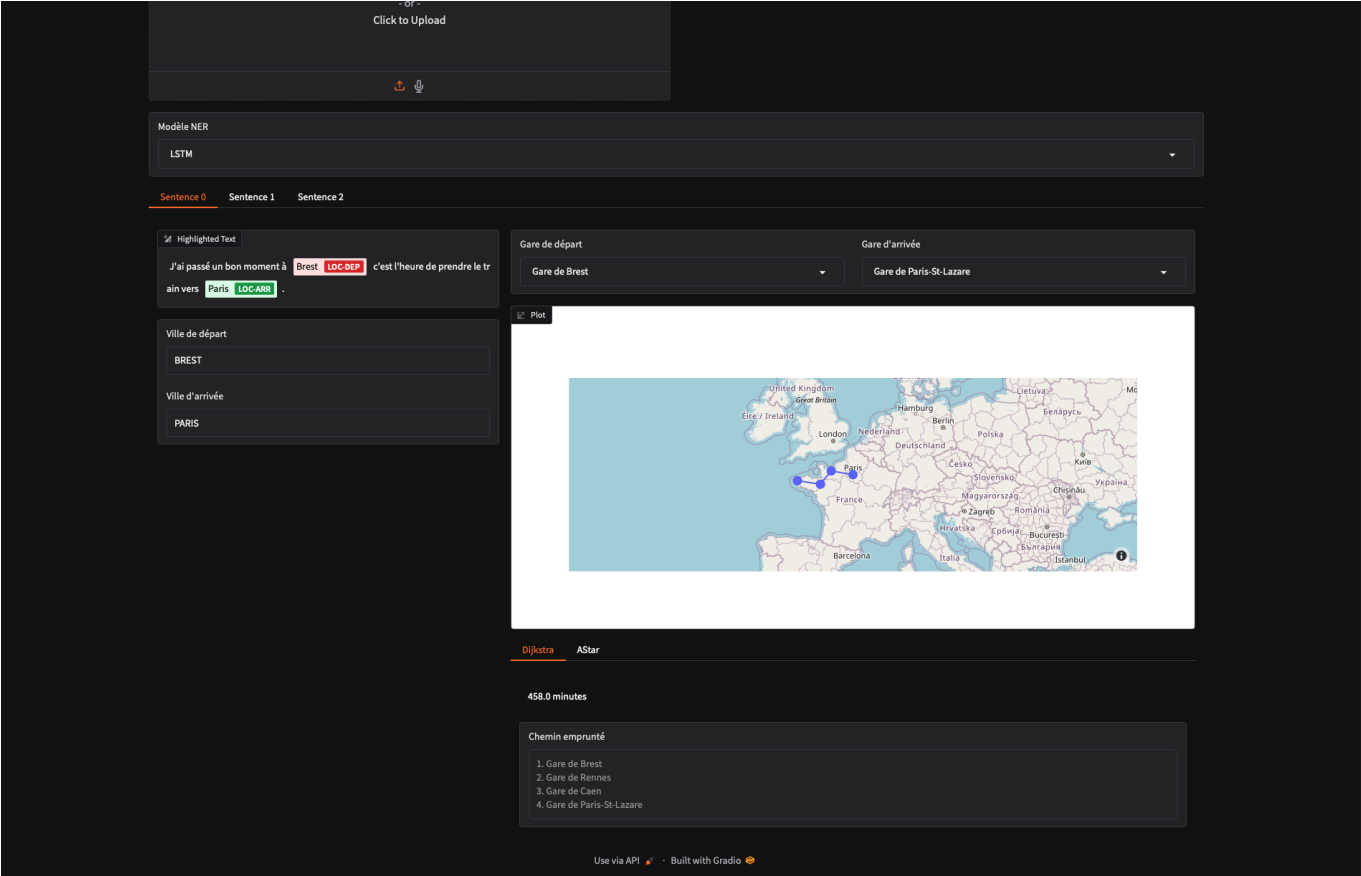 - or -
Click to Upload
Modèle NER
LSTM
Sentence 0 Sentence 1 Sentence 2
Highlighted Text
J'ai passé un bon moment à Brest LOC-DEP c'est l'heure de prendre le tr
ain vers Paris LOC-ARR .
Ville de départ
BREST
Ville d'arrivée
PARIS
Gare de départ
Gare de Brest
Gare d'arrivée
Gare de Paris-St-Lazare
Plot
United Kingdom
Great Britain
Éire / Ireland
London
Nederland
Hamburg
Berlin
Deutschland
Polska
Lietuva
Мо
Беларусь
Paris
France
Česko
Slovensko
Magyarország
Київ
Україна
Chișinău
Zagreb
România
Hrvatska
Србија
București
България
Barcelona
Italia
İstanbul
Dijkstra AStar
458.0 minutes
Chemin emprunté
1. Gare de Brest
2. Gare de Rennes
3. Gare de Caen
4. Gare de Paris-St-Lazare
Use via API · Built with Gradio